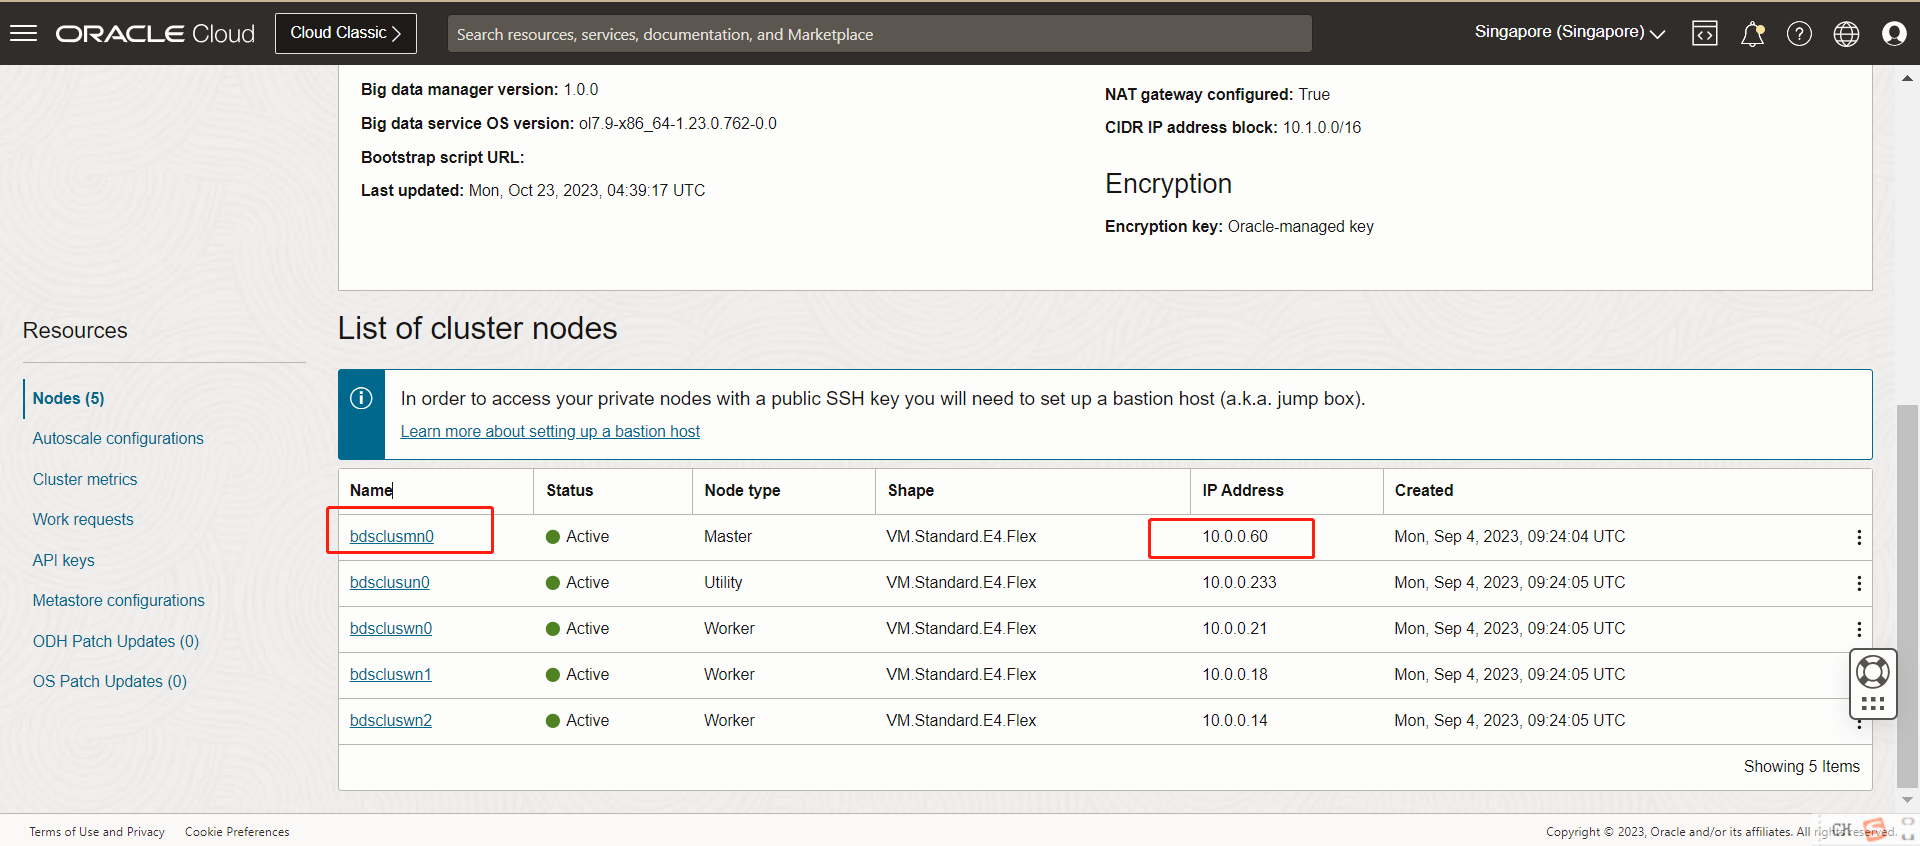 ORACLE Cloud
Cloud Classic
Search resources, services, documentation, and Marketplace
Singapore (Singapore)
Big data manager version: 1.0.0
Big data service OS version: ol7.9-x86_64-1.23.0.762-0.0
Bootstrap script URL:
Last updated: Mon, Oct 23, 2023, 04:39:17 UTC
NAT gateway configured: True
CIDR IP address block: 10.1.0.0/16
Encryption
Encryption key: Oracle-managed key
Resources
Nodes (5)
Autoscale configurations
Cluster metrics
Work requests
API keys
Metastore configurations
ODH Patch Updates (0)
OS Patch Updates (0)
List of cluster nodes
In order to access your private nodes with a public SSH key you will need to set up a bastion host (a.k.a. jump box).
Learn more about setting up a bastion host
Name Status Node type Shape IP Address Created
bdsclusmn0 Active Master VM.Standard.E4.Flex 10.0.0.60 Mon, Sep 4, 2023, 09:24:04 UTC
bdsclusun0 Active Utility VM.Standard.E4.Flex 10.0.0.233 Mon, Sep 4, 2023, 09:24:05 UTC
bdscluswn0 Active Worker VM.Standard.E4.Flex 10.0.0.21 Mon, Sep 4, 2023, 09:24:05 UTC
bdscluswn1 Active Worker VM.Standard.E4.Flex 10.0.0.18 Mon, Sep 4, 2023, 09:24:05 UTC
bdscluswn2 Active Worker VM.Standard.E4.Flex 10.0.0.14 Mon, Sep 4, 2023, 09:24:05 UTC
Showing 5 Items
Terms of Use and Privacy Cookie Preferences
Copyright © 2023, Oracle and/or its affiliates. All rights reserved.
CH